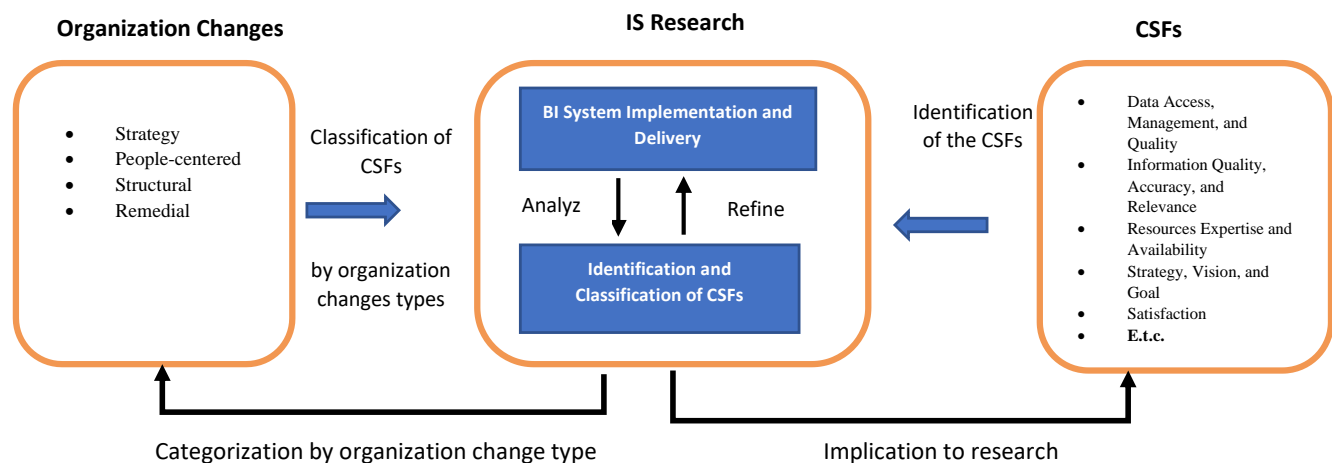 Organization Changes
IS Research
CSFs
• Strategy
• People-centered
• Structural
• Remedial
Classification of
CSFs
by organization
changes types
BI System Implementation and
Delivery
Analyz
Refine
Identification and
Classification of CSFs
Identification
of the CSFs
• Data Access,
Management, and
Quality
• Information Quality,
Accuracy, and
Relevance
• Resources Expertise and
Availability
• Strategy, Vision, and
Goal
• Satisfaction
• E.t.c.
Categorization by organization change type
Implication to research